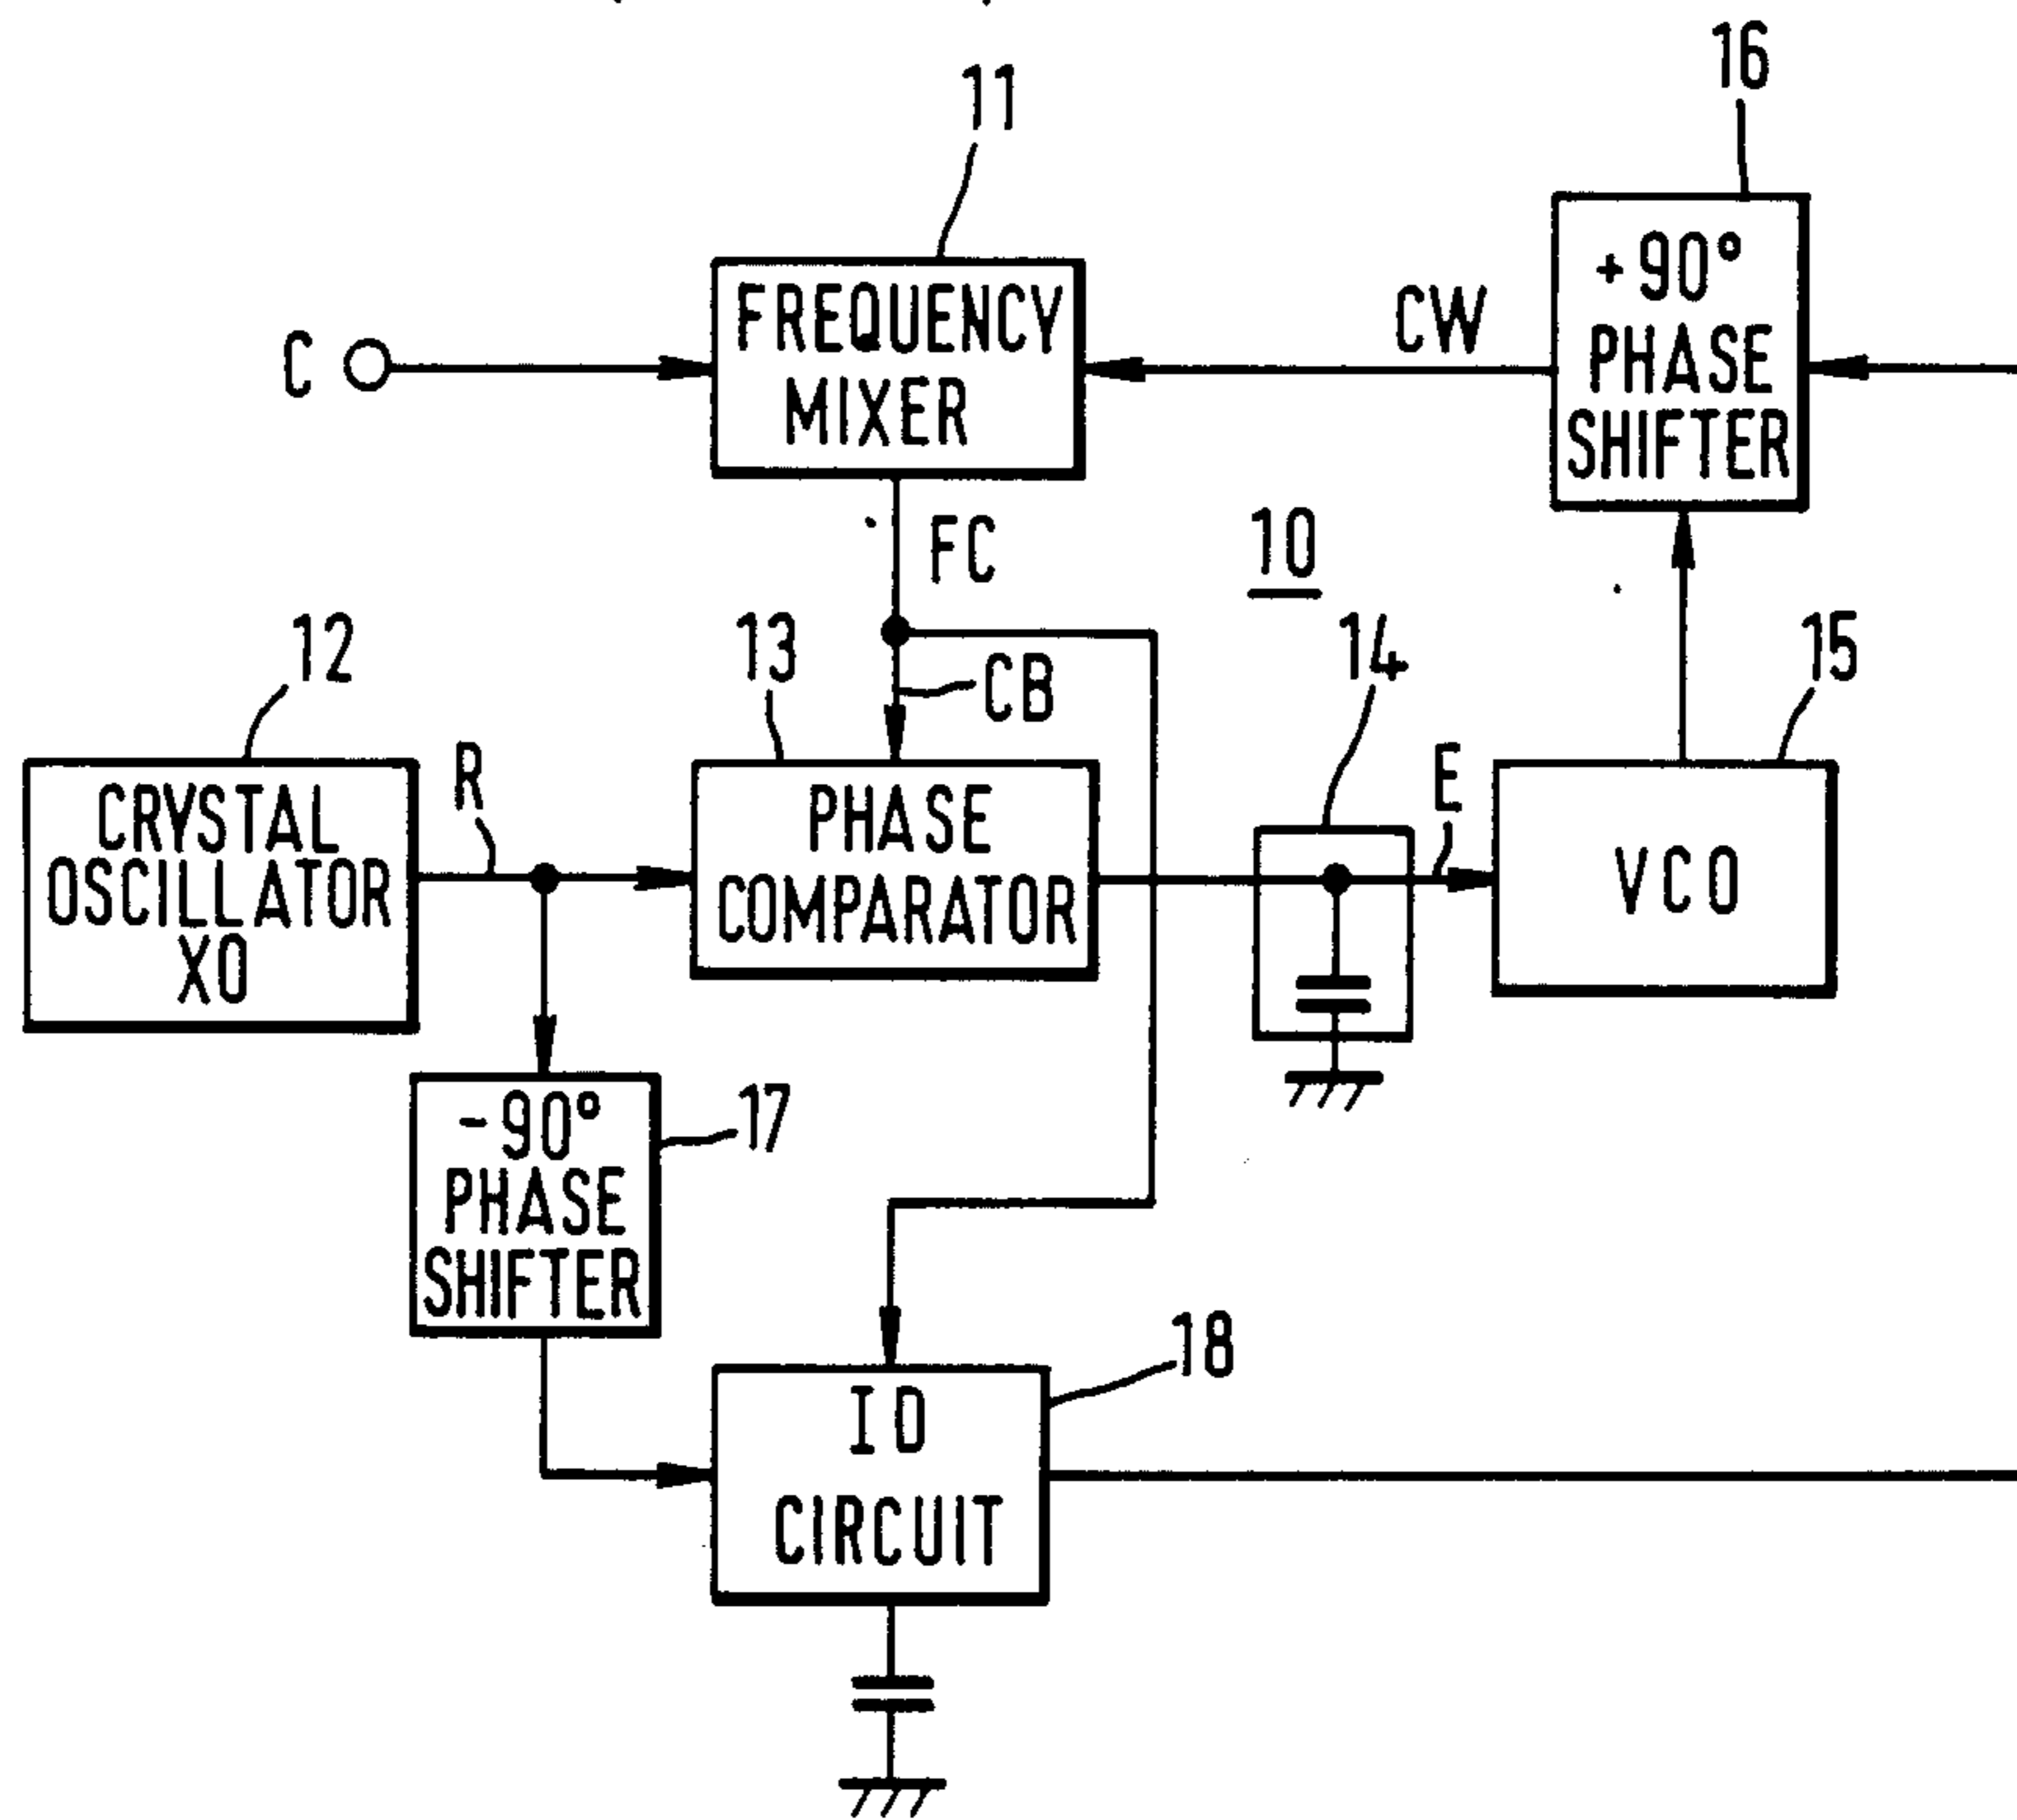 16
11
+90°
PHASE
SHIFTER
FREQUENCY
MIXER
C
CW
FC
10
12
13
CB
14
15
R
E
CRYSTAL
OSCILLATOR
XO
PHASE
COMPARATOR
VCO
-90°
PHASE
SHIFTER
17
18
ID
CIRCUIT